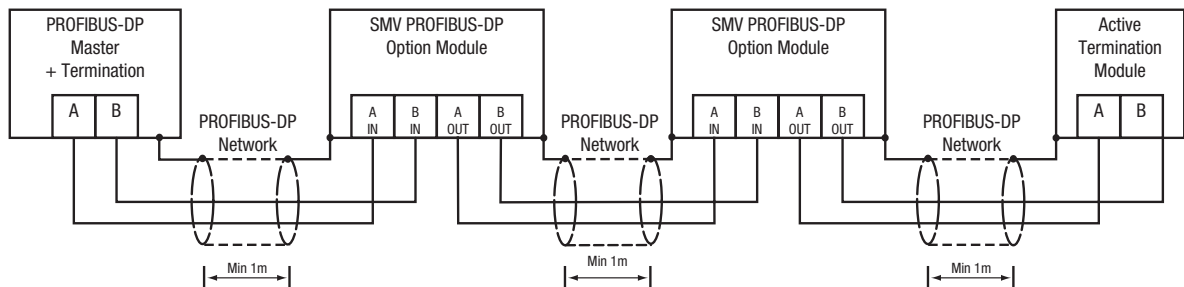 PROFIBUS-DP
Master
+ Termination
A B
PROFIBUS-DP
Network
Min 1m
SMV PROFIBUS-DP
Option Module
A B A B
IN IN OUT OUT
PROFIBUS-DP
Network
Min 1m
SMV PROFIBUS-DP
Option Module
A B A B
IN IN OUT OUT
PROFIBUS-DP
Network
Min 1m
Active
Termination
Module
A B